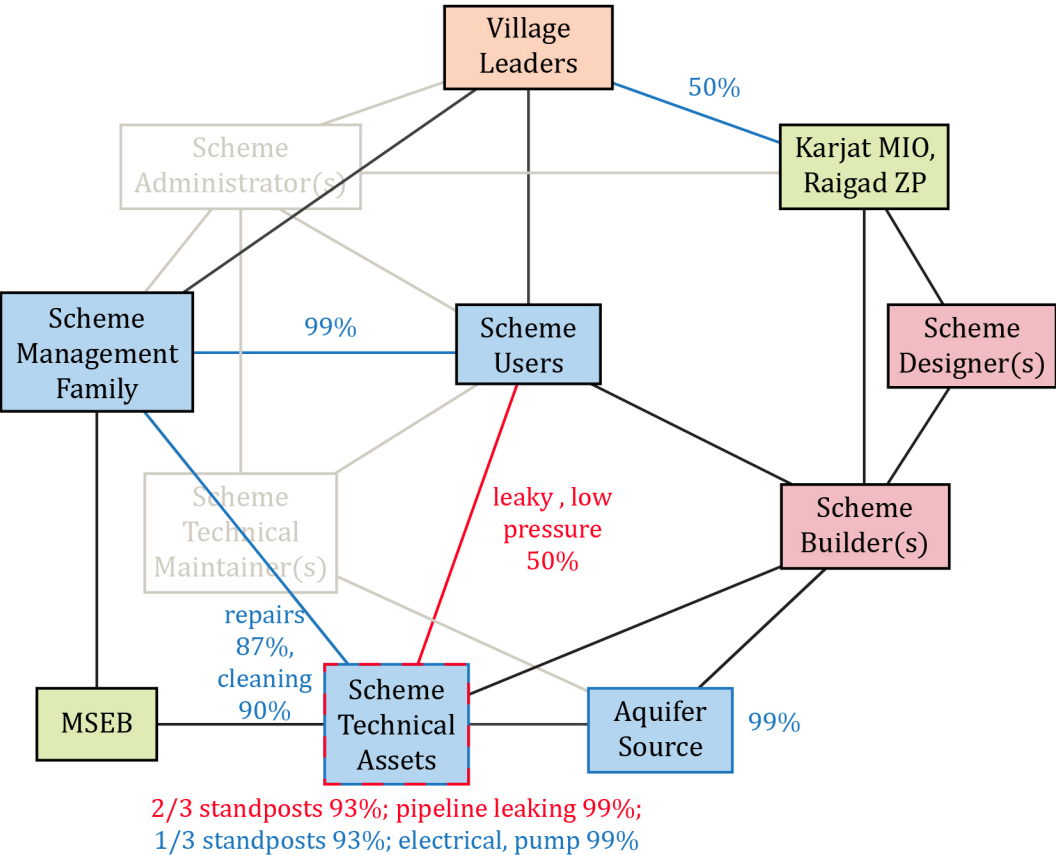 Village
Leaders
50%
Scheme
Administrator(s)
Karjat MIO,
Raigad ZP
Scheme
Management
Family
99%
Scheme
Users
Scheme
Designer(s)
Scheme
Technical
Maintainer(s)
leaky , low
pressure
50%
Scheme
Builder(s)
repairs
87%,
cleaning
90%
MSEB
Scheme
Technical
Assets
Aquifer
Source
99%
2/3 standposts 93%; pipeline leaking 99%;
1/3 standposts 93%; electrical, pump 99%